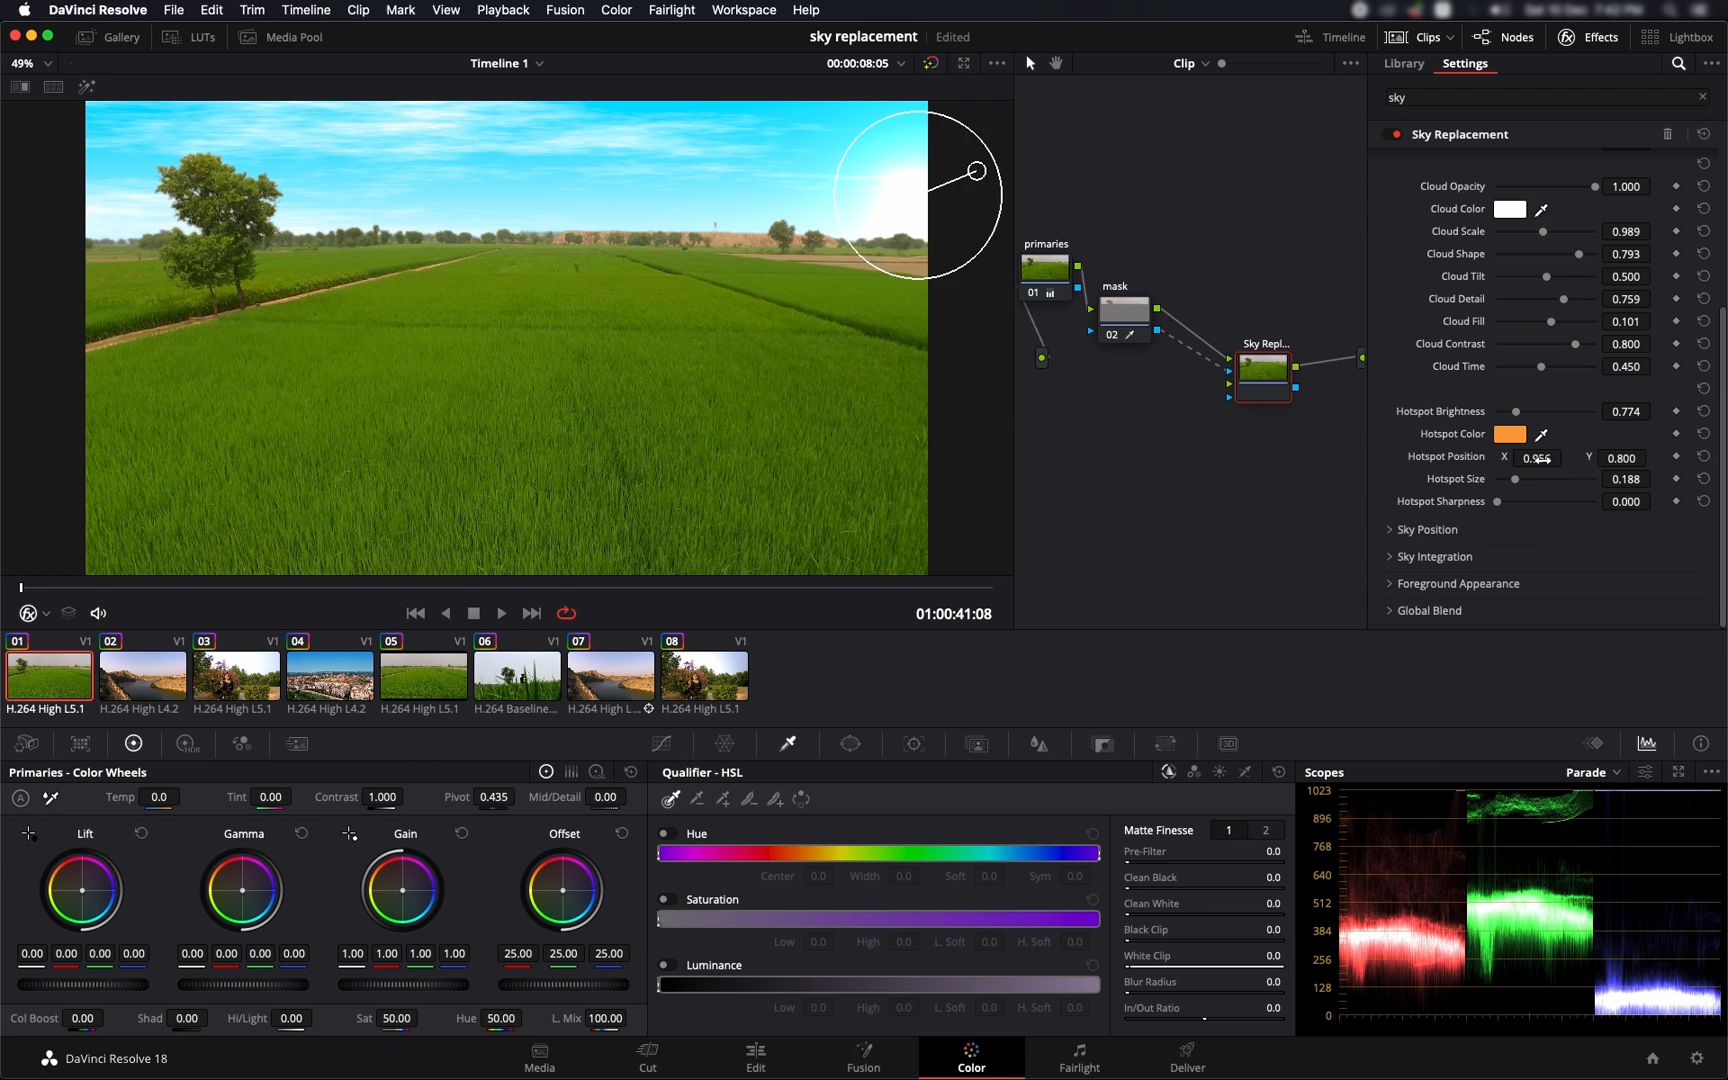 DaVinci Resolve File Edit Trim Timeline Clip Mark View Playback Fusion Color Fairlight Workspace Help
Gallery LUTs Media Pool sky replacement Edited Timeline Clips Nodes Effects Lightbox
49% Timeline 1 00:00:08:05 Clip Library Settings
sky
Sky Replacement
Cloud Opacity 1.000
Cloud Color
Cloud Scale 0.989
Cloud Shape 0.793
Cloud Tilt 0.500
Cloud Detail 0.759
Cloud Fill 0.101
Cloud Contrast 0.800
Cloud Time 0.450
Hotspot Brightness 0.774
Hotspot Color
Hotspot Position X Y 0.800
Hotspot Size 0.188
Hotspot Sharpness 0.000
Sky Position
Sky Integration
Foreground Appearance
Global Blend
primaries
01
mask
02
Sky Repl...
01:00:41:08
01 V1 02 V1 03 V1 04 V1 05 V1 06 V1 07 V1 08 V1
H.264 High L5.1 H.264 High L4.2 H.264 High L5.1 H.264 High L4.2 H.264 High L5.1 H.264 Baseline... H.264 High L... H.264 High L5.1
HDR 3D
Primaries - Color Wheels
A Temp 0.0 Tint 0.00 Contrast 1.000 Pivot 0.435 Mid/Detail 0.00
Lift Gamma Gain Offset
0.00 0.00 0.00 0.00 0.00 0.00 0.00 0.00 1.00 1.00 1.00 1.00 25.00 25.00 25.00
Col Boost 0.00 Shad 0.00 Hi/Light 0.00 Sat 50.00 Hue 50.00 L. Mix 100.00
Qualifier - HSL
Hue
Center 0.0 Width 0.0 Soft 0.0 Sym 0.0
Saturation
Low 0.0 High 0.0 L. Soft 0.0 H. Soft 0.0
Luminance
Low 0.0 High 0.0 L. Soft 0.0 H. Soft 0.0
Matte Finesse 1 2
Pre-Filter 0.0
Clean Black 0.0
Clean White 0.0
Black Clip 0.0
White Clip 0.0
Blur Radius 0.0
In/Out Ratio 0.0
Scopes Parade
1023
896
768
640
512
384
256
128
0
DaVinci Resolve 18 Media Cut Edit Fusion Color Fairlight Deliver